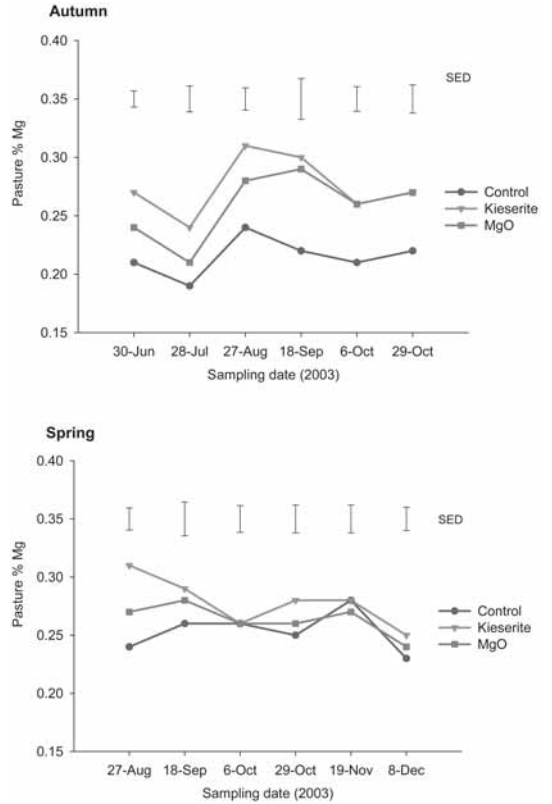 Autumn
0.40
0.35
0.30
0.25
0.20
0.15
Pasture % Mg
SED
Control
Kieserite
MgO
30-Jun 28-Jul 27-Aug 18-Sep 6-Oct 29-Oct
Sampling date (2003)
Spring
0.40
0.35
0.30
0.25
0.20
0.15
Pasture % Mg
SED
Control
Kieserite
MgO
27-Aug 18-Sep 6-Oct 29-Oct 19-Nov 8-Dec
Sampling date (2003)